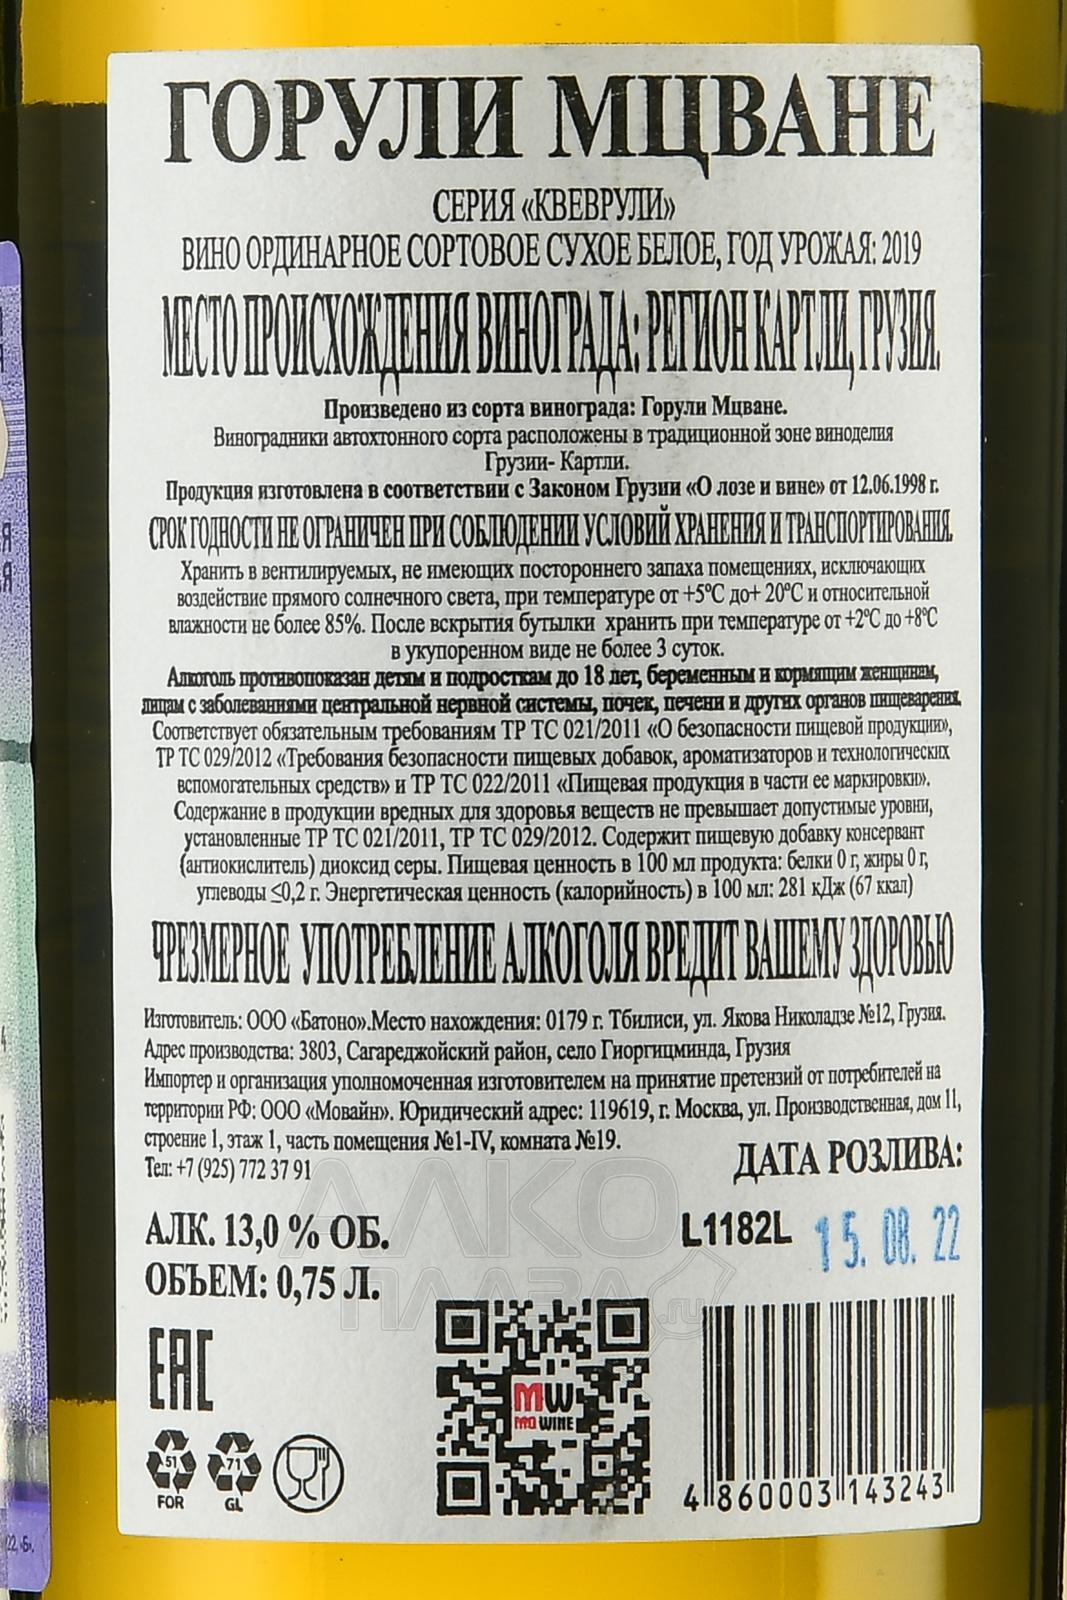 ГОРУЛИ МЦВАНЕ
СЕРИЯ «КВЕВРУЛИ»
ВИНО ОРДИНАРНОЕ СОРТОВОЕ СУХОЕ БЕЛОЕ, ГОД УРОЖАЯ: 2019
МЕСТО ПРОИСХОЖДЕНИЯ ВИНОГРАДА: РЕГИОН КАРТЛИ, ГРУЗИЯ.
Произведено из сорта винограда: Горули Мцване.
Виноградники автохтонного сорта расположены в традиционной зоне виноделия
Грузии- Картли.
Продукция изготовлена в соответствии с Законом Грузии «О лозе и вине» от 12.06.1998 г.
СРОК ГОДНОСТИ НЕ ОГРАНИЧЕН ПРИ СОБЛЮДЕНИИ УСЛОВИЙ ХРАНЕНИЯ И ТРАНСПОРТИРОВАНИЯ.
Хранить в вентилируемых, не имеющих постороннего запаха помещениях, исключающих
воздействие прямого солнечного света, при температуре от +5°С до+ 20°С и относительной
влажности не более 85%. После вскрытия бутылки хранить при температуре от +2°С до +8°С
в укупоренном виде не более 3 суток.
Алкоголь противопоказан детям и подросткам до 18 лет, беременным и кормящим женщинам,
лицам с заболеваниями центральной нервной системы, почек, печени и других органов пищеварения.
Соответствует обязательным требованиям ТР ТС 021/2011 «О безопасности пищевой продукции»,
ТР ТС 029/2012 «Требования безопасности пищевых добавок, ароматизаторов и технологических
вспомогательных средств» и ТР ТС 022/2011 «Пищевая продукция в части ее маркировки».
Содержание в продукции вредных для здоровья веществ не превышает допустимые уровни,
установленные ТР ТС 021/2011, ТР ТС 029/2012. Содержит пищевую добавку консервант
(антиокислитель) диоксид серы. Пищевая ценность в 100 мл продукта: белки 0 г, жиры 0 г,
углеводы ≤0,2 г. Энергетическая ценность (калорийность) в 100 мл: 281 кДж (67 ккал)
ЧРЕЗМЕРНОЕ УПОТРЕБЛЕНИЕ АЛКОГОЛЯ ВРЕДИТ ВАШЕМУ ЗДОРОВЬЮ
Изготовитель: ООО «Батоно».Место нахождения: 0179 г. Тбилиси, ул. Якова Николадзе №12, Грузия.
Адрес производства: 3803, Сагареджойский район, село Гиоргицминда, Грузия
Импортер и организация уполномоченная изготовителем на принятие претензий от потребителей на
территории РФ: ООО «Мовайн». Юридический адрес: 119619, г. Москва, ул. Производственная, дом 11,
строение 1, этаж 1, часть помещения №1-IV, комната №19.
Тел: +7 (925) 772 37 91
ДАТА РОЗЛИВА:
АЛК. 13,0 % ОБ.
L1182L 15. 08. 22
ОБЪЕМ: 0,75 Л.
АЛКО
ПЛАЗА.ru
ЕАС
MW
MO WINE
51
FOR
71
GL
4 860003 143243
22, «Б».